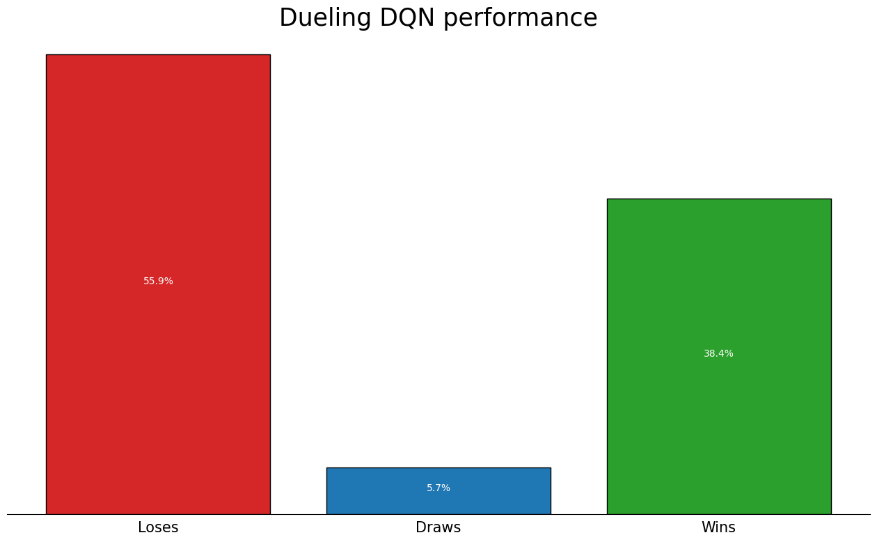 Dueling DQN performance
55.9%
5.7%
38.4%
Loses
Draws
Wins